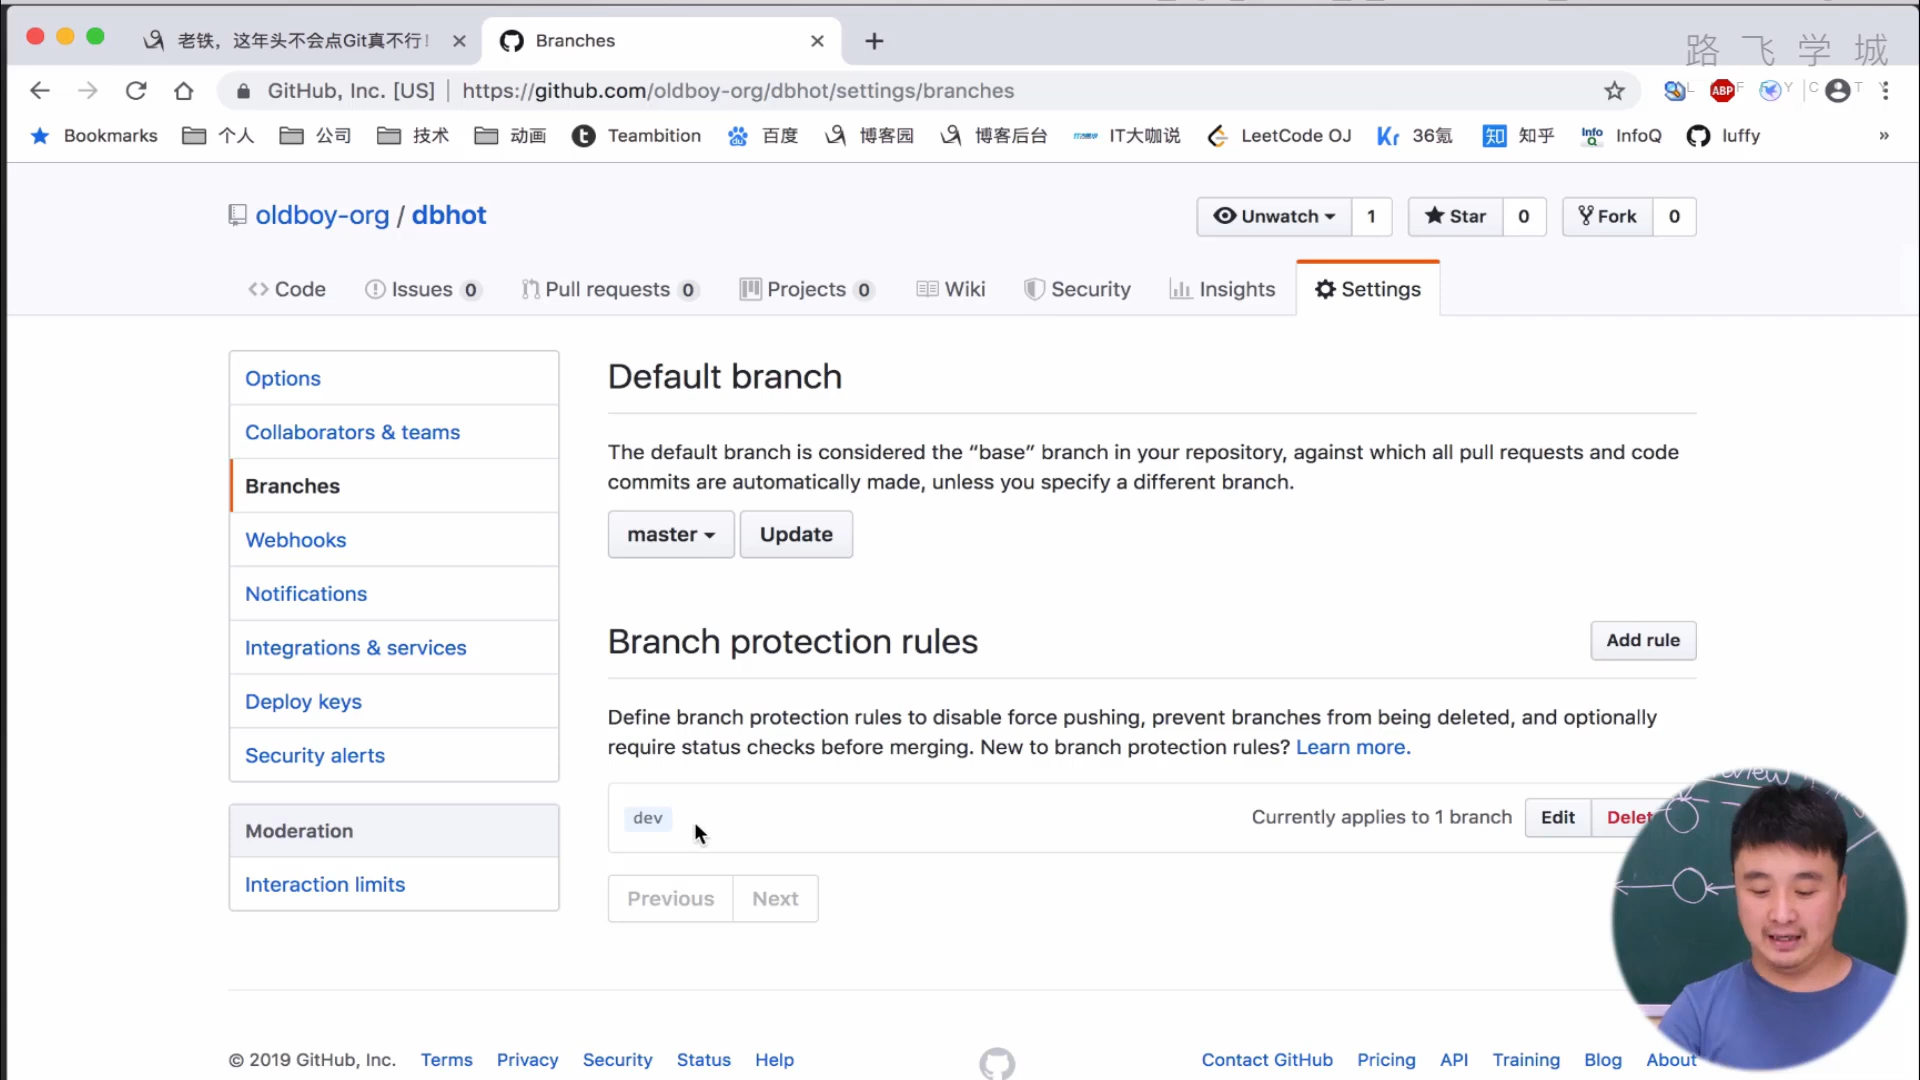 老铁，这年头不会点Git真不行！
Branches
路飞学城
GitHub, Inc. [US] | https://github.com/oldboy-org/dbhot/settings/branches
ABP
L F Y | C T Y
Bookmarks 个人 公司 技术 动画 Teambition 百度 博客园 博客后台 IT大咖说 LeetCode OJ 36氪 知乎 InfoQ luffy »
oldboy-org / dbhot
Unwatch 1 Star 0 Fork 0
Code Issues 0 Pull requests 0 Projects 0 Wiki Security Insights Settings
Options
Collaborators & teams
Branches
Webhooks
Notifications
Integrations & services
Deploy keys
Security alerts
Moderation
Interaction limits
Default branch
The default branch is considered the “base” branch in your repository, against which all pull requests and code
commits are automatically made, unless you specify a different branch.
master Update
Branch protection rules
Add rule
Define branch protection rules to disable force pushing, prevent branches from being deleted, and optionally
require status checks before merging. New to branch protection rules? Learn more.
dev Currently applies to 1 branch Edit Delet
Previous Next
© 2019 GitHub, Inc. Terms Privacy Security Status Help
Contact GitHub Pricing API Training Blog About